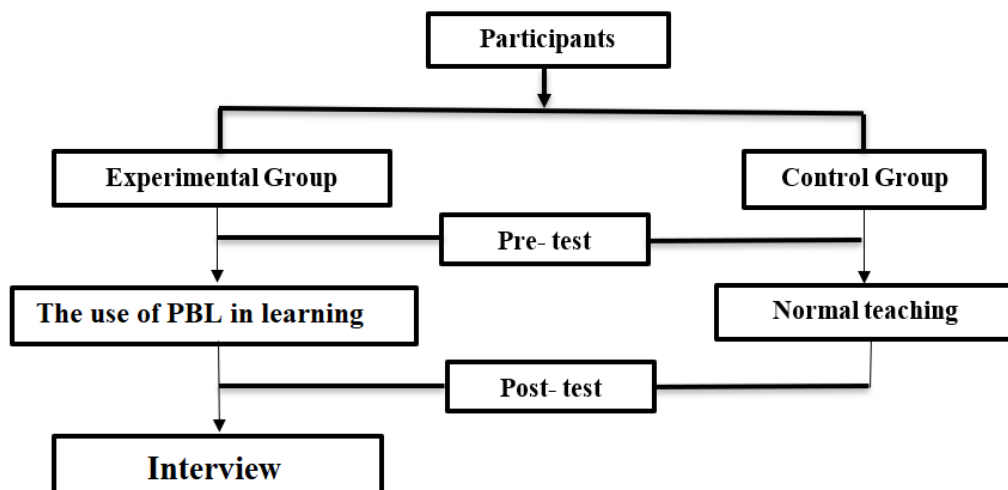 Participants
Experimental Group
Control Group
Pre- test
The use of PBL in learning
Normal teaching
Post- test
Interview